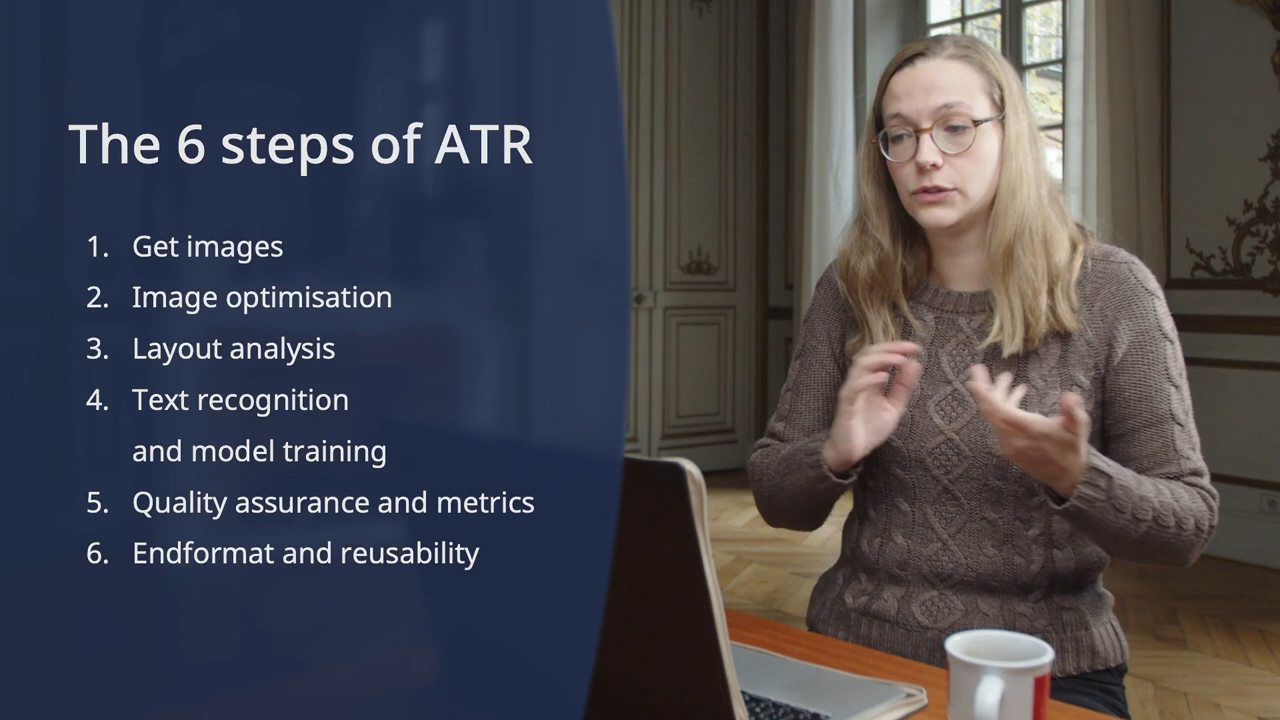 The 6 steps of ATR
1. Get images
2. Image optimisation
3. Layout analysis
4. Text recognition
and model training
5. Quality assurance and metrics
6. Endformat and reusability